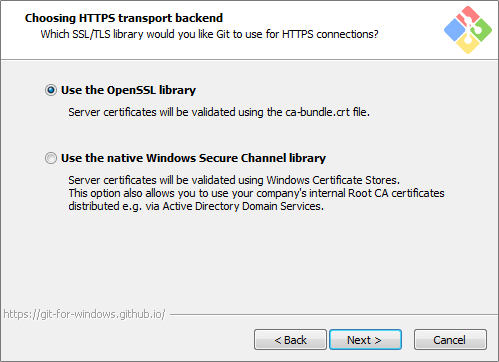 Choosing HTTPS transport backend
Which SSL/TLS library would you like Git to use for HTTPS connections?
Use the OpenSSL library
Server certificates will be validated using the ca-bundle.crt file.
Use the native Windows Secure Channel library
Server certificates will be validated using Windows Certificate Stores.
This option also allows you to use your company's internal Root CA certificates
distributed e.g. via Active Directory Domain Services.
https://git-for-windows.github.io/
< Back
Next >
Cancel